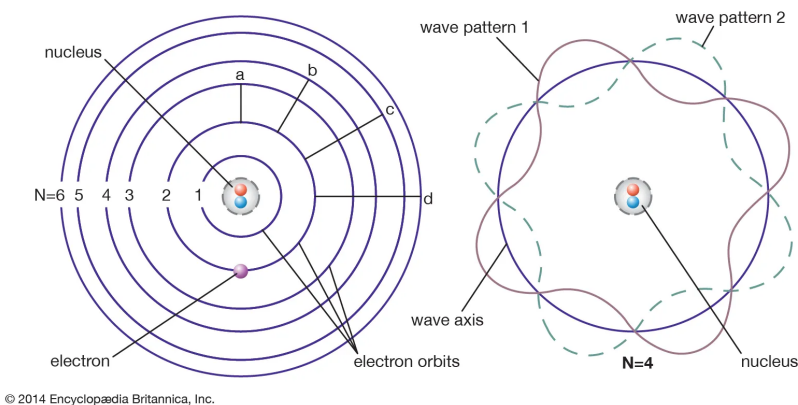 nucleus
a
b
c
d
N=6 5 4 3 2 1
electron
electron orbits
wave pattern 1
wave pattern 2
wave axis
N=4
nucleus
© 2014 Encyclopædia Britannica, Inc.